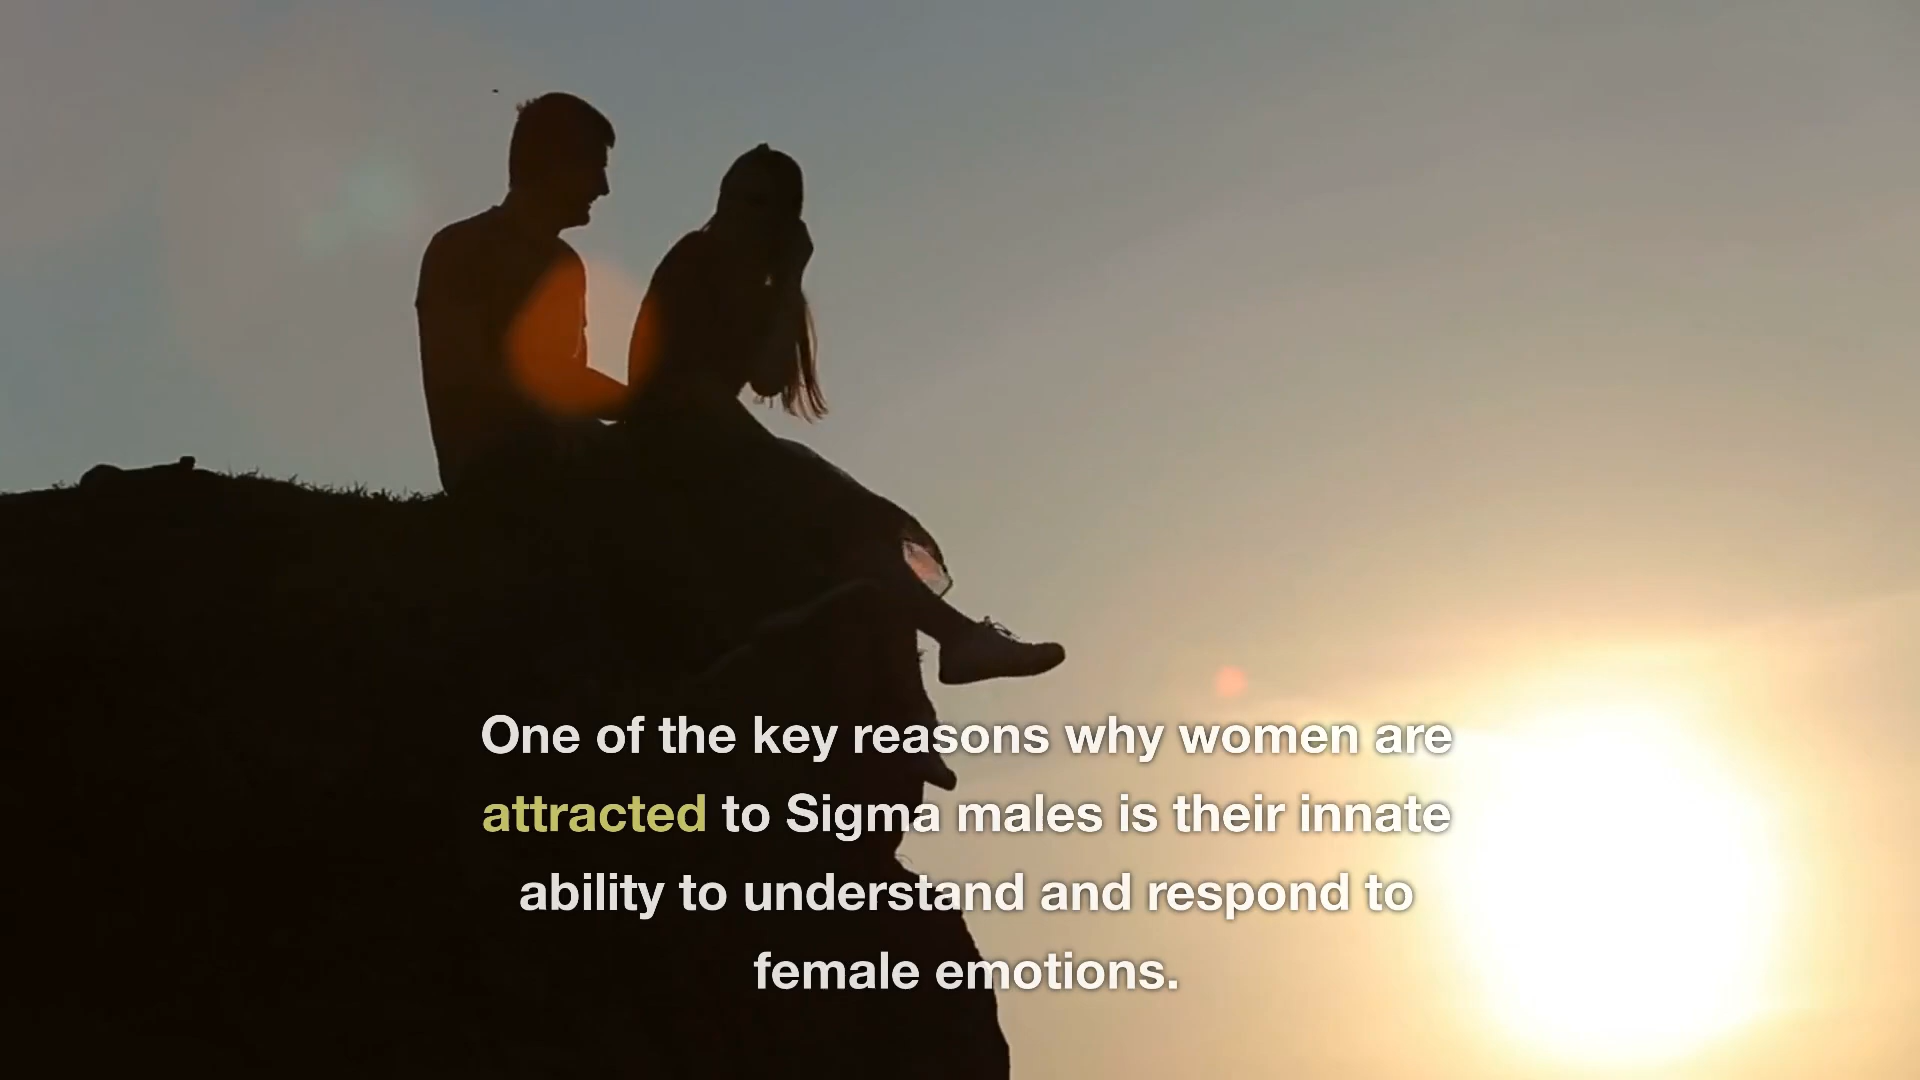 One of the key reasons why women are
attracted to Sigma males is their innate
ability to understand and respond to
female emotions.